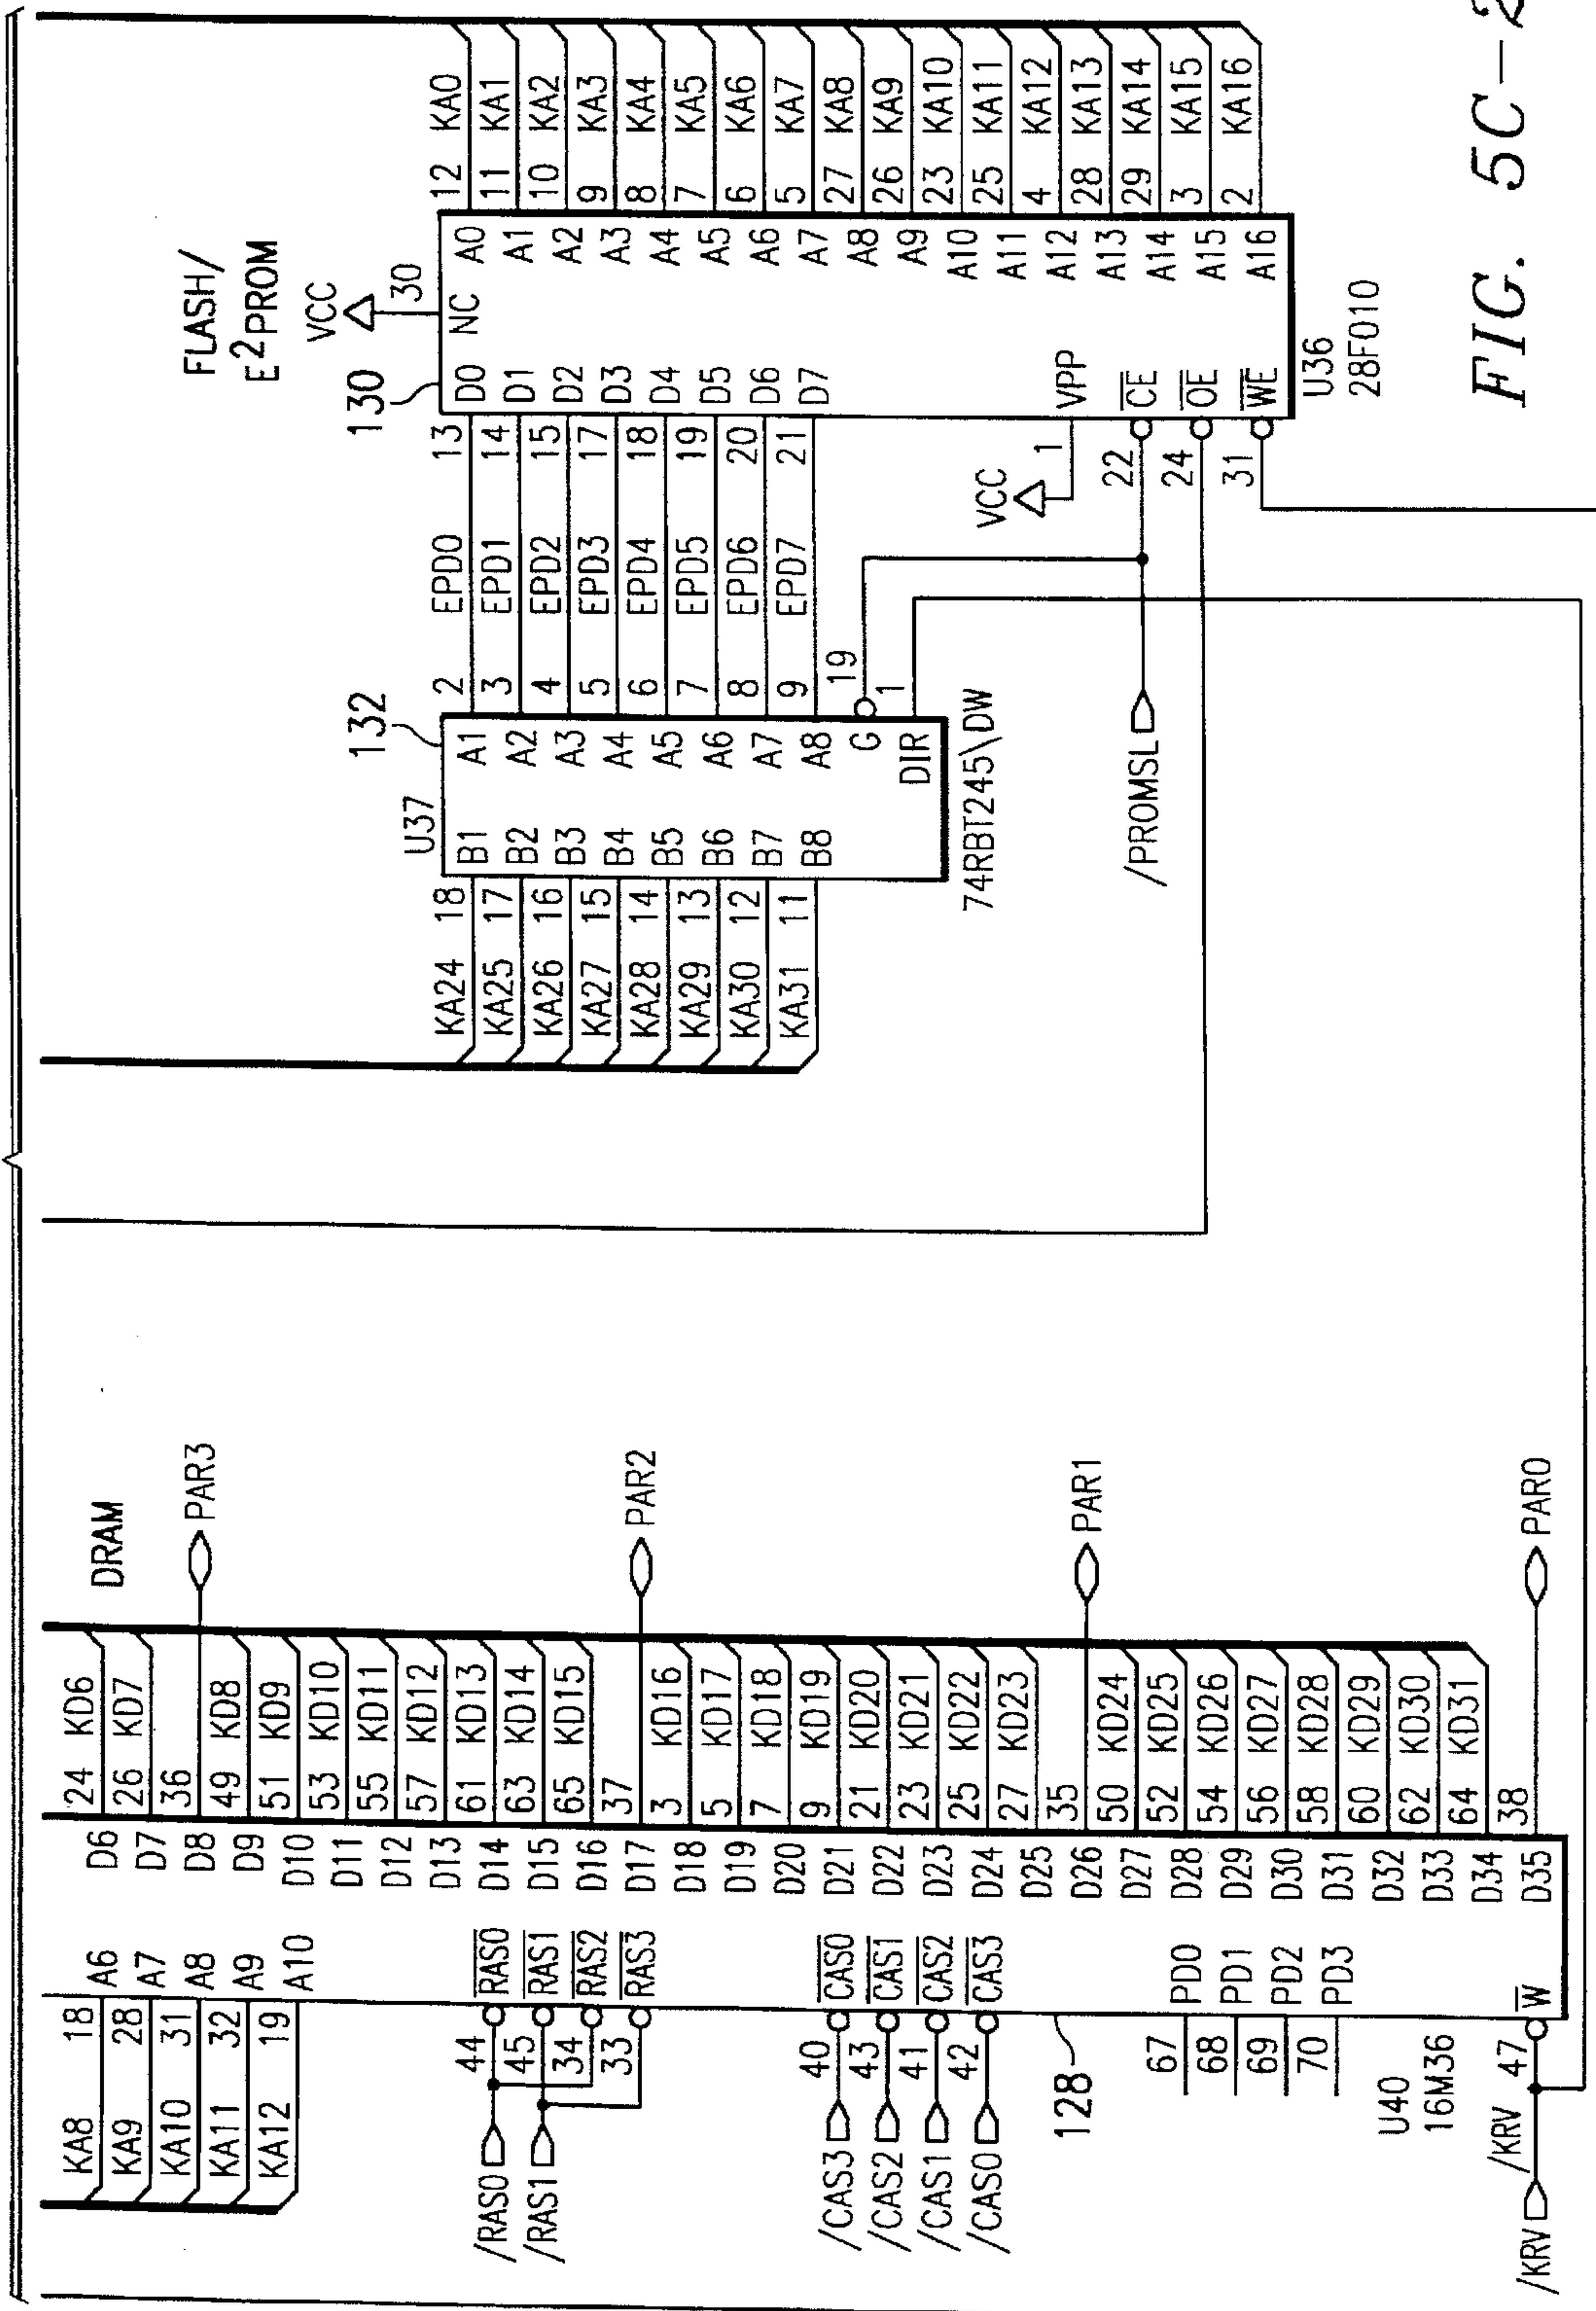 FLASH/
E²PROM
VCC
30
130
NC
D0
D1
D2
D3
D4
D5
D6
D7
A0
A1
A2
A3
A4
A5
A6
A7
A8
A9
A10
A11
A12
A13
A14
A15
A16
12 KA0
11 KA1
10 KA2
9 KA3
8 KA4
7 KA5
6 KA6
5 KA7
27 KA8
26 KA9
23 KA10
25 KA11
4 KA12
28 KA13
29 KA14
3 KA15
2 KA16
VCC
1
VPP
22
CE
24
OE
31
WE
U36
28F010
132
U37
2 EPD0 13
3 EPD1 14
4 EPD2 15
5 EPD3 17
6 EPD4 18
7 EPD5 19
8 EPD6 20
9 EPD7 21
B1 A1
B2 A2
B3 A3
B4 A4
B5 A5
B6 A6
B7 A7
B8 A8
G
19
DIR
1
KA24 18
KA25 17
KA26 16
KA27 15
KA28 14
KA29 13
KA30 12
KA31 11
74RBT245\DW
/PROMSL
DRAM
24 KD6
26 KD7
36
PAR3
49 KD8
51 KD9
53 KD10
55 KD11
57 KD12
61 KD13
63 KD14
65 KD15
37
PAR2
3 KD16
5 KD17
7 KD18
9 KD19
21 KD20
23 KD21
25 KD22
27 KD23
35
PAR1
50 KD24
52 KD25
54 KD26
56 KD27
58 KD28
60 KD29
62 KD30
64 KD31
38
PAR0
D6
D7
D8
D9
D10
D11
D12
D13
D14
D15
D16
D17
D18
D19
D20
D21
D22
D23
D24
D25
D26
D27
D28
D29
D30
D31
D32
D33
D34
D35
KA8 18 A6
KA9 28 A7
KA10 31 A8
KA11 32 A9
KA12 19 A10
/RAS0
/RAS1
44 RAS0
45 RAS1
34 RAS2
33 RAS3
/CAS3 40 CAS0
/CAS2 43 CAS1
/CAS1 41 CAS2
/CAS0 42 CAS3
128
67 PD0
68 PD1
69 PD2
70 PD3
U40
16M36
/KRV /KRV 47 W
FIG. 5C-2